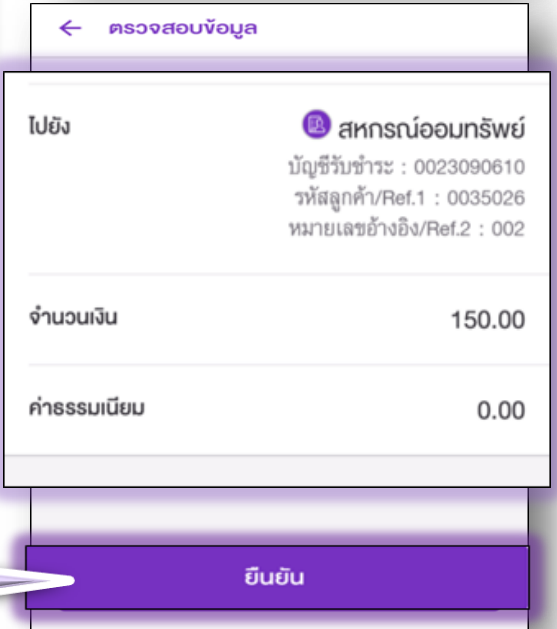 ตรวจสอบข้อมูล
ไปยัง สหกรณ์ออมทรัพย์
บัญชีรับชำระ : 0023090610
รหัสลูกค้า/Ref.1 : 0035026
หมายเลขอ้างอิง/Ref.2 : 002
จำนวนเงิน 150.00
ค่าธรรมเนียม 0.00
ยืนยัน